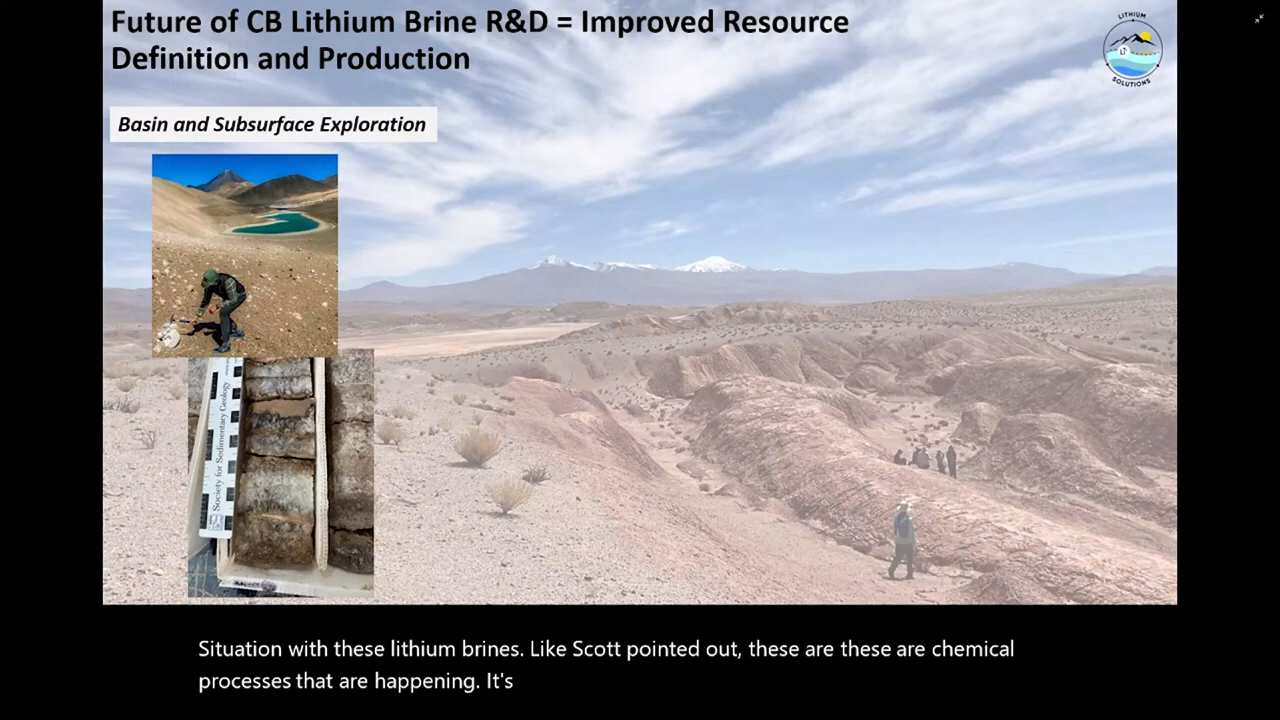 Future of CB Lithium Brine R&D = Improved Resource
Definition and Production
LITHIUM
SOLUTIONS
Basin and Subsurface Exploration
Society for Sedimentary Geology
Situation with these lithium brines. Like Scott pointed out, these are these are chemical
processes that are happening. It's